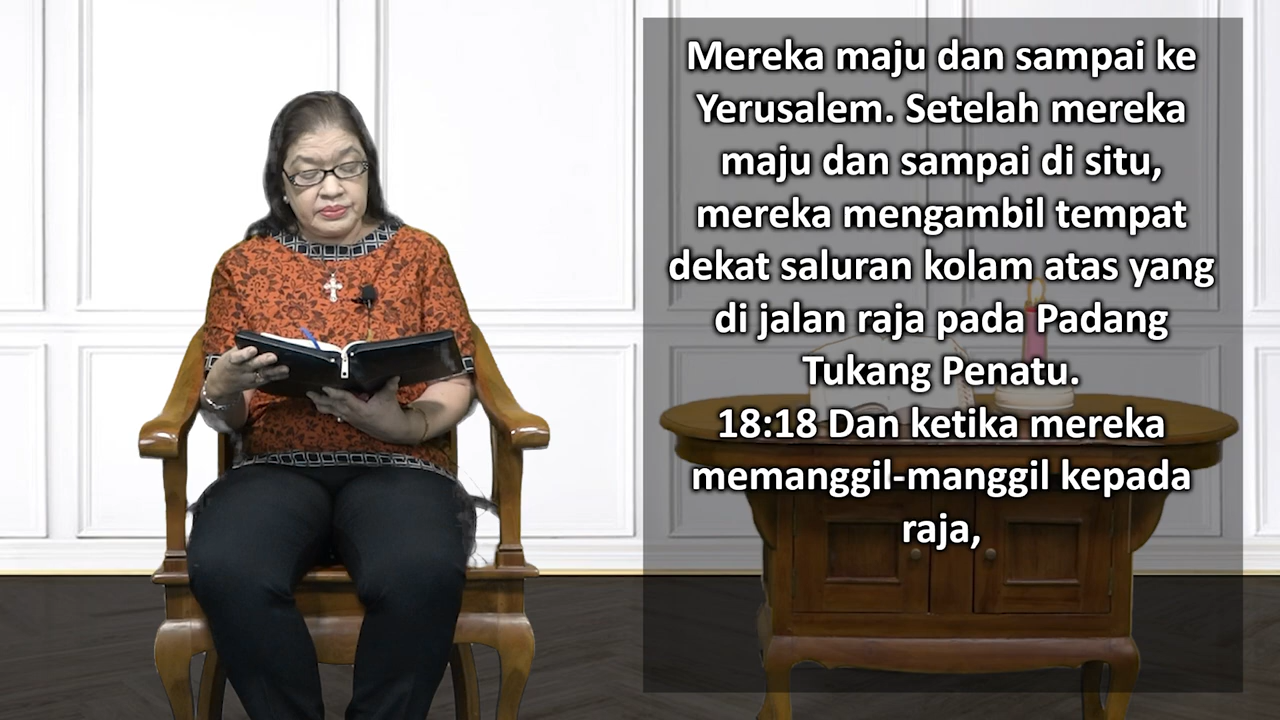 Mereka maju dan sampai ke
Yerusalem. Setelah mereka
maju dan sampai di situ,
mereka mengambil tempat
dekat saluran kolam atas yang
di jalan raja pada Padang
Tukang Penatu.
18:18 Dan ketika mereka
memanggil-manggil kepada
raja,